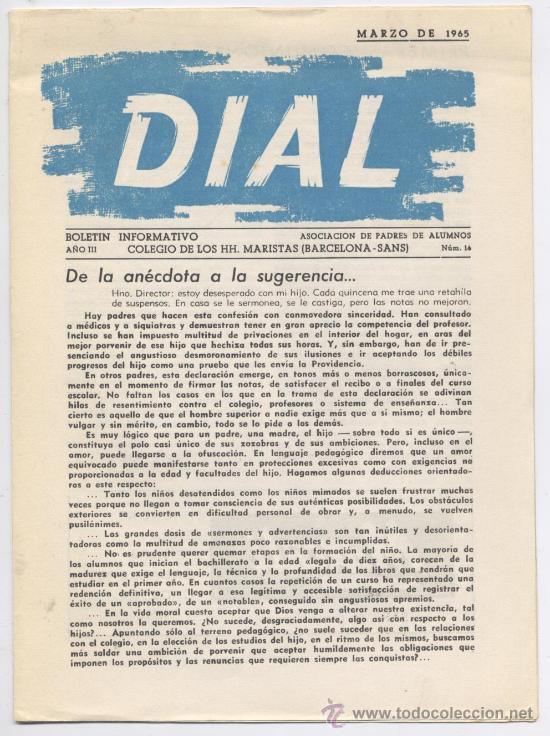 MARZO DE 1965
DIAL
BOLETIN INFORMATIVO
ASOCIACION DE PADRES DE ALUMNOS
AÑO III
COLEGIO DE LOS HH. MARISTAS (BARCELONA-SANS)
Núm. 16
De la anécdota a la sugerencia...
Hno. Director: estoy desesperado con mi hijo. Cada quincena me trae una retahíla
de suspensos. En casa se le sermonea, se le castiga, pero las notas no mejoran.
Hay padres que hacen esta confesión con conmovedora sinceridad. Han consultado
a médicos y a siquiatras y demuestran tener en gran aprecio la competencia del profesor.
Incluso se han impuesto multitud de privaciones en el interior del hogar, en aras del
mejor porvenir de ese hijo que hechiza todas sus horas. Y, sin embargo, han de ir pre-
senciando el angustioso desmoronamiento de sus ilusiones e ir aceptando los débiles
progresos del hijo como una prueba que les envía la Providencia.
En otros padres, esta declaración emerge, en tonos más o menos borrascosos, única-
mente en el momento de firmar las notas, de satisfacer el recibo o a finales del curso
escolar. No faltan los casos en los que en la trama de esta declaración se adivinan
hilos de resentimiento contra el colegio, profesores o sistema de enseñanza... Tan
cierto es aquello de que el hombre superior a nadie exige más que a sí mismo; el hombre
vulgar y sin mérito, en cambio, todo se lo pide a los demás.
Es muy lógico que para un padre, una madre, el hijo —sobre todo si es único—,
constituya el polo casi único de sus zozobras y de sus ambiciones. Pero, incluso en el
amor, puede llegarse a la ofuscación. En lenguaje pedagógico diremos que un amor
equivocado puede manifestarse tanto en protecciones excesivas como con exigencias no
proporcionadas a la edad y facultades del hijo. Hagamos algunas deducciones orientado-
ras a este respecto:
... Tanto los niños desatendidos como los niños mimados se suelen frustrar muchas
veces porque no llegan a tomar consciencia de sus auténticas posibilidades. Los obstáculos
exteriores se convierten en dificultad personal de obrar y, a menudo, se vuelven
pusilánimes.
... Las grandes dosis de «sermones y advertencias» son tan inútiles y desorienta-
doras como la multitud de amenazas poco razonables e incumplidas.
... No es prudente querer quemar etapas en la formación del niño. La mayoría de
los alumnos que inician el bachillerato a la edad «legal» de diez años, carecen de la
madurez que exige el lenguaje, la técnica y la profundidad de los libros que tendrán que
estudiar en el primer año. En cuantos casos la repetición de un curso ha representado una
redención definitiva, un llegar a esa legítima y accesible satisfacción de registrar el
éxito de un «aprobado», de un «notable», conseguido sin angustiosos apremios.
... En la vida moral cuesta aceptar que Dios venga a alterar nuestra existencia, tal
como nosotros la queremos. ¿No sucede, desgraciadamente, algo así con respecto a los
hijos?... Apuntando sólo al terreno pedagógico, ¿no suele suceder que en las relaciones
con el colegio, en la elección de los estudios del hijo, en el ritmo de los mismos, buscamos
más saldar una ambición de porvenir que aceptar humildemente las obligaciones que
imponen los propósitos y las renuncias que requieren siempre las conquistas?...
www.todocoleccion.net